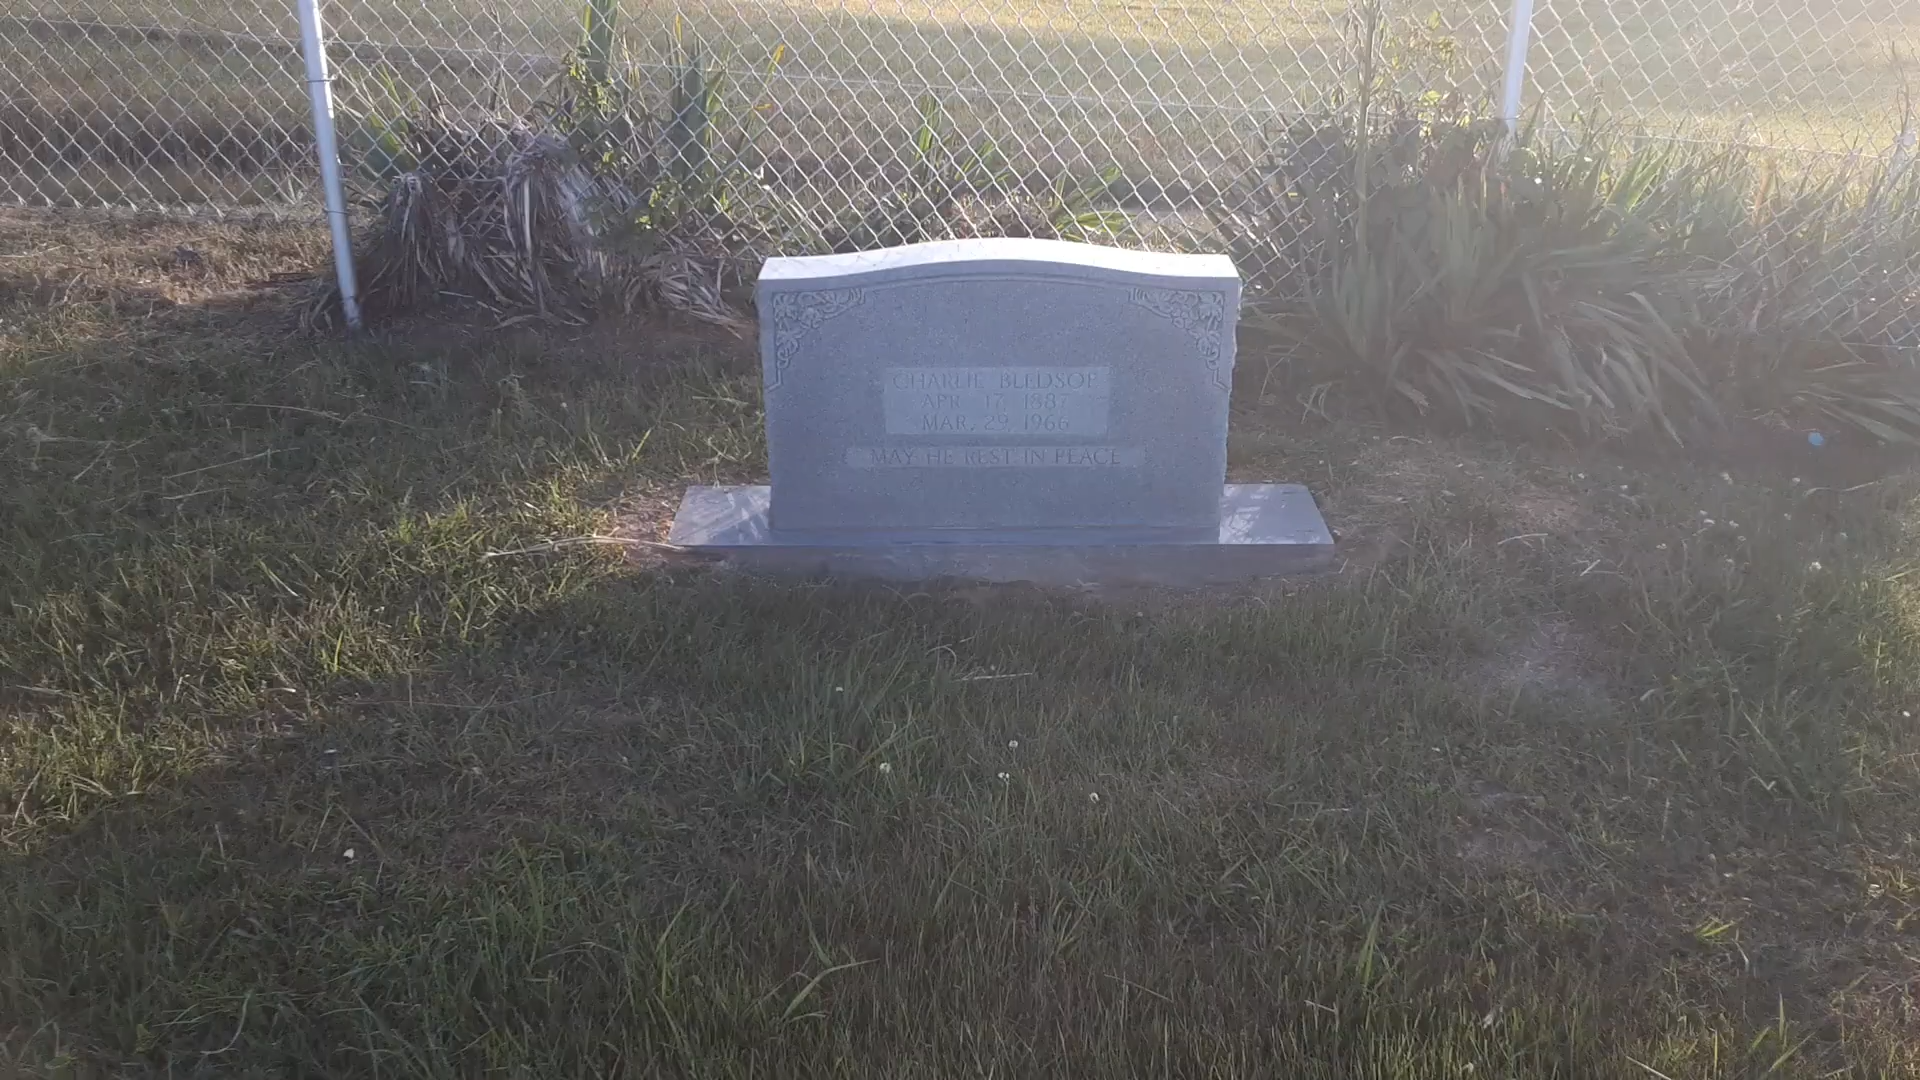 CHARLIE BLEDSOE
APR. 17, 1887
MAR. 29, 1966
MAY HE REST IN PEACE